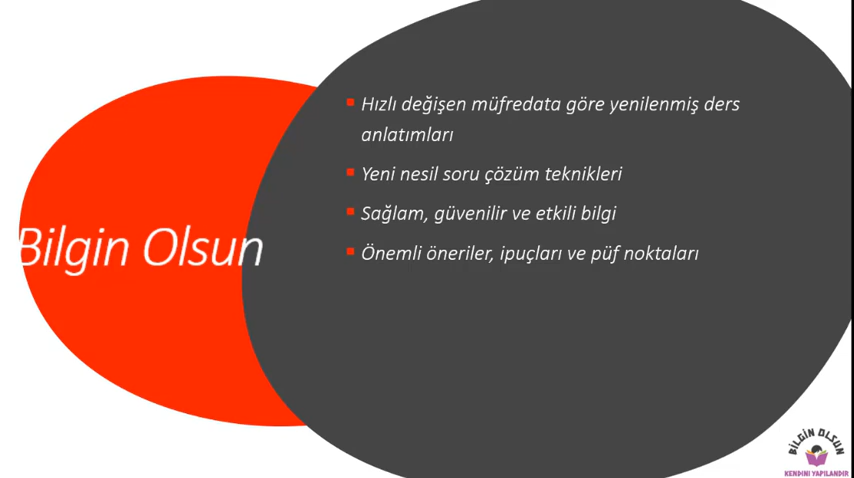 Bilgin Olsun
Hızlı değişen müfredata göre yenilenmiş ders
anlatımları
Yeni nesil soru çözüm teknikleri
Sağlam, güvenilir ve etkili bilgi
Önemli öneriler, ipuçları ve püf noktaları
BİLGİN OLSUN
KENDİNİ YAPILANDIR